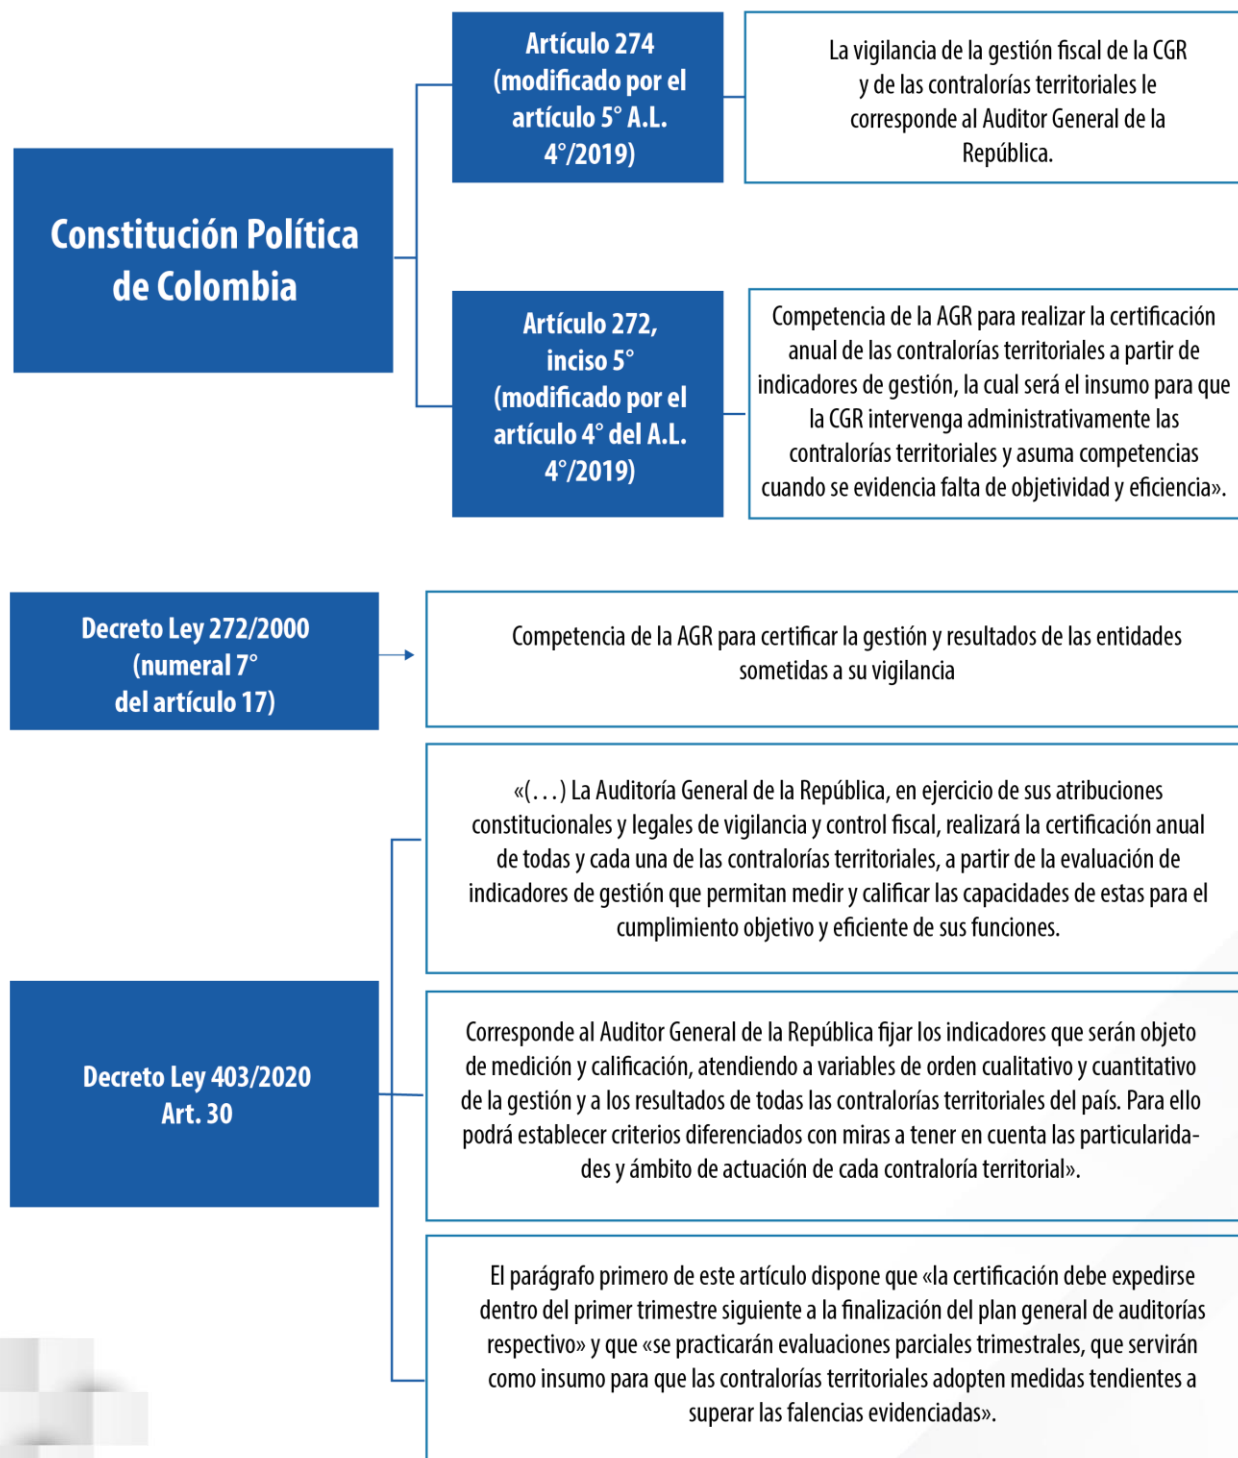 Constitución Política
de Colombia
Artículo 274
(modificado por el
artículo 5° A.L.
4°/2019)
La vigilancia de la gestión fiscal de la CGR
y de las contralorías territoriales le
corresponde al Auditor General de la
República.
Artículo 272,
inciso 5°
(modificado por el
artículo 4° del A.L.
4°/2019)
Competencia de la AGR para realizar la certificación
anual de las contralorías territoriales a partir de
indicadores de gestión, la cual será el insumo para que
la CGR intervenga administrativamente las
contralorías territoriales y asuma competencias
cuando se evidencia falta de objetividad y eficiencia».
Decreto Ley 272/2000
(numeral 7°
del artículo 17)
Competencia de la AGR para certificar la gestión y resultados de las entidades
sometidas a su vigilancia
Decreto Ley 403/2020
Art. 30
«(…) La Auditoría General de la República, en ejercicio de sus atribuciones
constitucionales y legales de vigilancia y control fiscal, realizará la certificación anual
de todas y cada una de las contralorías territoriales, a partir de la evaluación de
indicadores de gestión que permitan medir y calificar las capacidades de estas para el
cumplimiento objetivo y eficiente de sus funciones.
Corresponde al Auditor General de la República fijar los indicadores que serán objeto
de medición y calificación, atendiendo a variables de orden cualitativo y cuantitativo
de la gestión y a los resultados de todas las contralorías territoriales del país. Para ello
podrá establecer criterios diferenciados con miras a tener en cuenta las particularida-
des y ámbito de actuación de cada contraloría territorial».
El parágrafo primero de este artículo dispone que «la certificación debe expedirse
dentro del primer trimestre siguiente a la finalización del plan general de auditorías
respectivo» y que «se practicarán evaluaciones parciales trimestrales, que servirán
como insumo para que las contralorías territoriales adopten medidas tendientes a
superar las falencias evidenciadas».